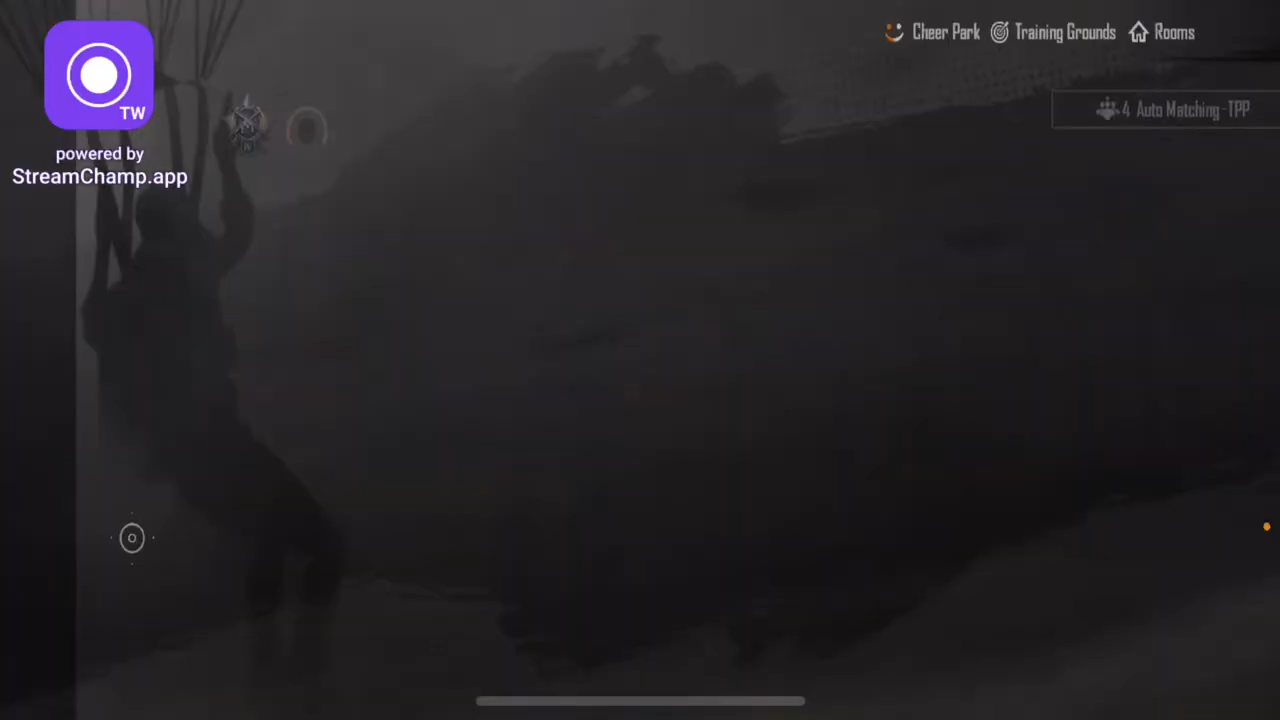 Cheer Park
Training Grounds
Rooms
TW
4 Auto Matching-TPP
powered by
StreamChamp.app